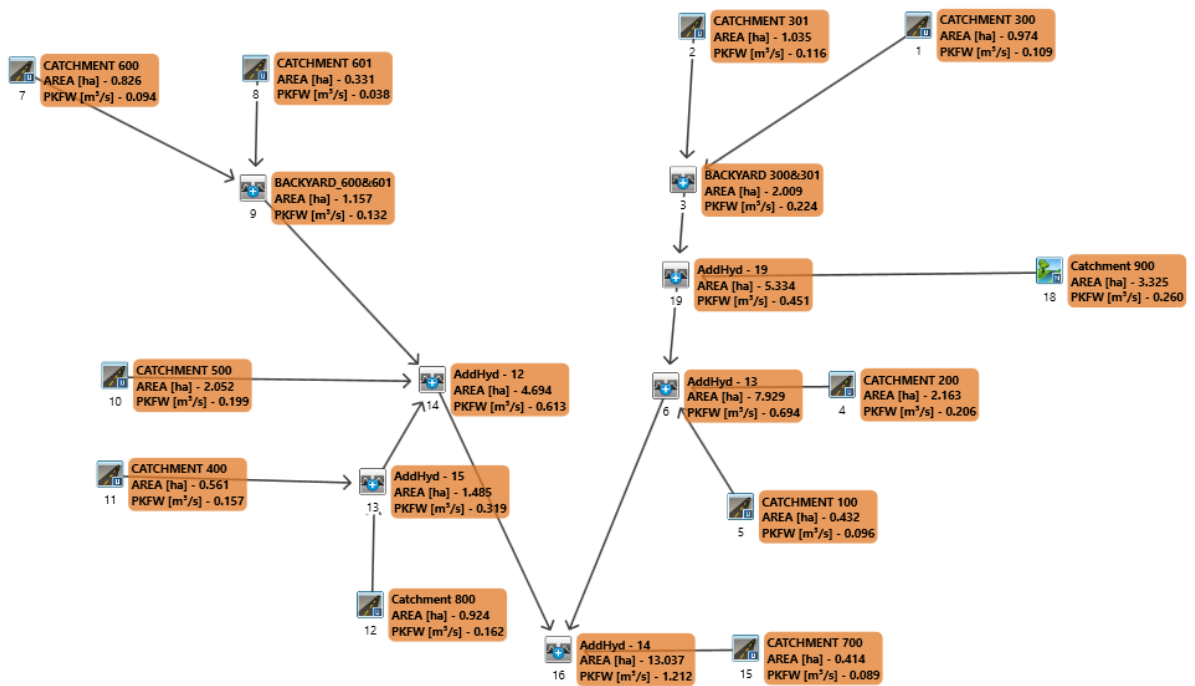 CATCHMENT 301
AREA [ha] - 1.035
PKFW [m³/s] - 0.116
2
CATCHMENT 300
AREA [ha] - 0.974
PKFW [m³/s] - 0.109
1
CATCHMENT 600
AREA [ha] - 0.826
PKFW [m³/s] - 0.094
7
CATCHMENT 601
AREA [ha] - 0.331
PKFW [m³/s] - 0.038
8
BACKYARD_600&601
AREA [ha] - 1.157
PKFW [m³/s] - 0.132
9
BACKYARD 300&301
AREA [ha] - 2.009
PKFW [m³/s] - 0.224
3
AddHyd - 19
AREA [ha] - 5.334
PKFW [m³/s] - 0.451
19
Catchment 900
AREA [ha] - 3.325
PKFW [m³/s] - 0.260
18
CATCHMENT 500
AREA [ha] - 2.052
PKFW [m³/s] - 0.199
10
AddHyd - 12
AREA [ha] - 4.694
PKFW [m³/s] - 0.613
14
AddHyd - 13
AREA [ha] - 7.929
PKFW [m³/s] - 0.694
6
CATCHMENT 200
AREA [ha] - 2.163
PKFW [m³/s] - 0.206
4
CATCHMENT 400
AREA [ha] - 0.561
PKFW [m³/s] - 0.157
11
AddHyd - 15
AREA [ha] - 1.485
PKFW [m³/s] - 0.319
13
CATCHMENT 100
AREA [ha] - 0.432
PKFW [m³/s] - 0.096
5
Catchment 800
AREA [ha] - 0.924
PKFW [m³/s] - 0.162
12
AddHyd - 14
AREA [ha] - 13.037
PKFW [m³/s] - 1.212
16
CATCHMENT 700
AREA [ha] - 0.414
PKFW [m³/s] - 0.089
15